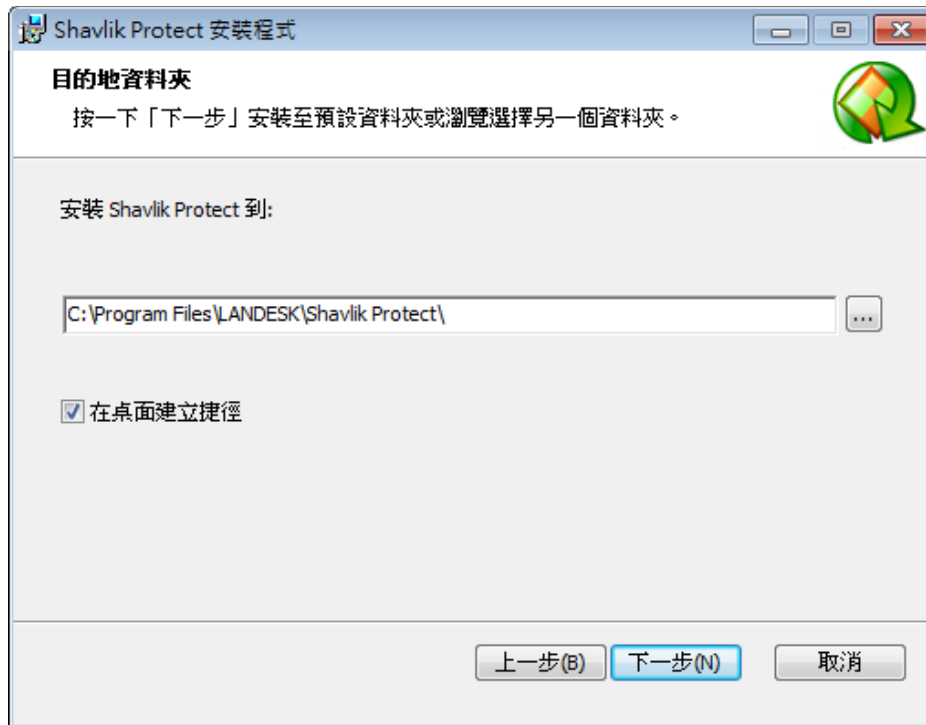 Shavlik Protect 安裝程式
目的地資料夾
按一下「下一步」安裝至預設資料夾或瀏覽選擇另一個資料夾。
安裝 Shavlik Protect 到:
C:\Program Files\LANDESK\Shavlik Protect\
...
在桌面建立捷徑
上一步(B) 下一步(N) 取消